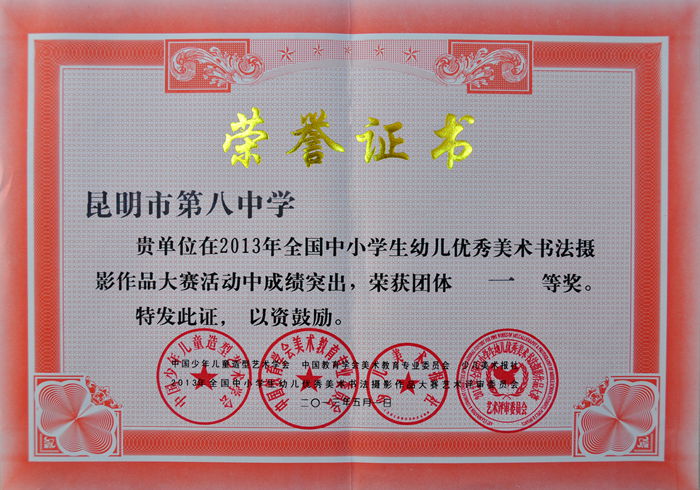 荣誉证书
昆明市第八中学
贵单位在2013年全国中小学生幼儿优秀美术书法摄
影作品大赛活动中成绩突出，荣获团体 一 等奖。
特发此证，以资鼓励。
中国少年儿童造型艺术学会 中国教育学会美术教育专业委员会 少儿美术报社
2013年全国中小学生幼儿优秀美术书法摄影作品大赛艺术评审委员会